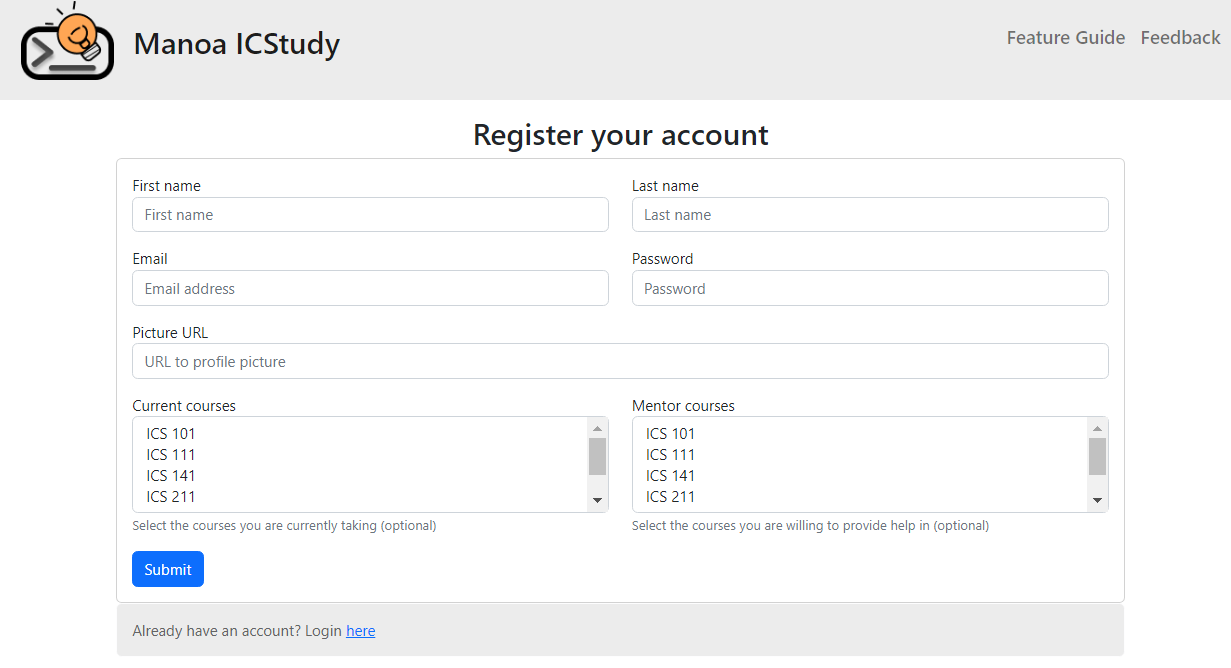 Manoa ICStudy
Feature Guide Feedback
Register your account
First name Last name
First name Last name
Email Password
Email address Password
Picture URL
URL to profile picture
Current courses Mentor courses
ICS 101 ICS 101
ICS 111 ICS 111
ICS 141 ICS 141
ICS 211 ICS 211
Select the courses you are currently taking (optional) Select the courses you are willing to provide help in (optional)
Submit
Already have an account? Login here